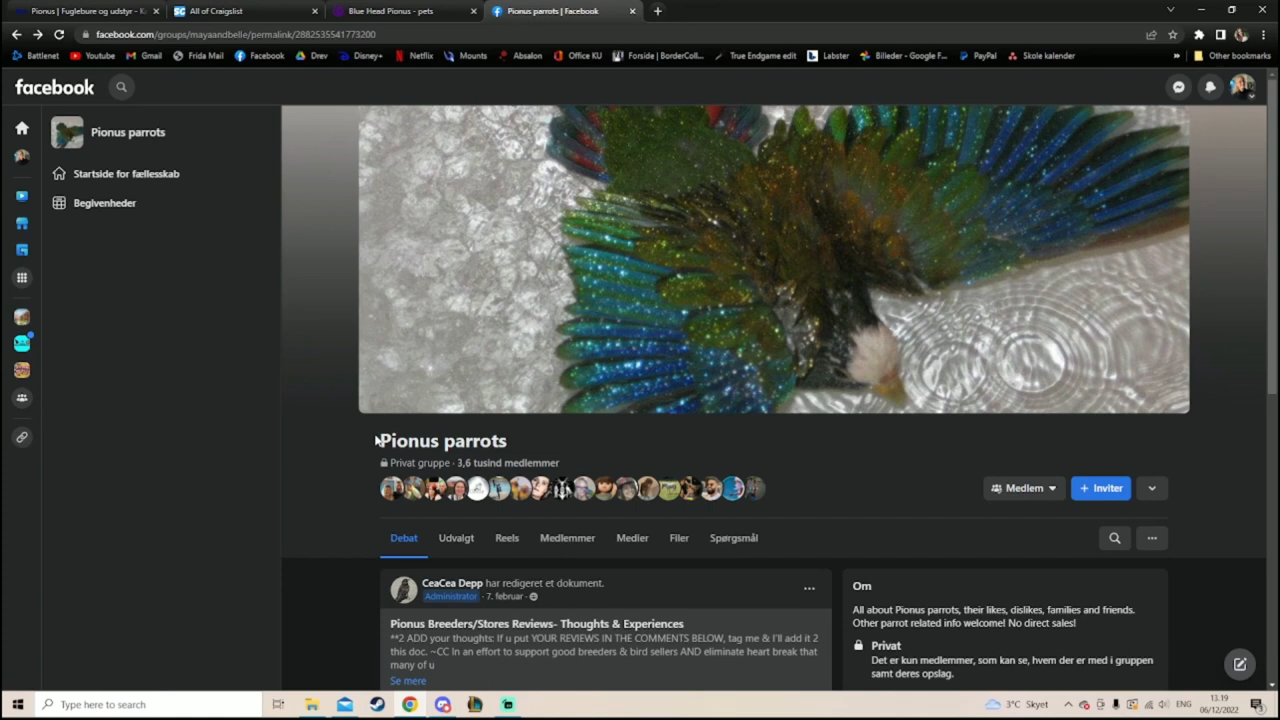 Pionus | Fuglebure og udstyr - K
All of Craigslist
Blue Head Pionus - pets
Pionus parrots | Facebook
facebook.com/groups/mayaandbelle/permalink/2882535541773200
Battlenet
Youtube
Gmail
Frida Mail
Facebook
Drev
Disney+
Netflix
Mounts
Absalon
Office KU
Forside | BorderColl...
True Endgame edit
Labster
Billeder - Google F...
PayPal
Skole kalender
Other bookmarks
facebook
Pionus parrots
Startside for fællesskab
Begivenheder
Pionus parrots
Privat gruppe · 3,6 tusind medlemmer
Medlem
+ Inviter
Debat
Udvalgt
Reels
Medlemmer
Medier
Filer
Spørgsmål
CeaCea Depp har redigeret et dokument.
Administrator · 7. februar ·
Pionus Breeders/Stores Reviews- Thoughts & Experiences
**2 ADD your thoughts: If u put YOUR REVIEWS IN THE COMMENTS BELOW, tag me & I'll add it 2
this doc. ~CC In an effort to support good breeders & bird sellers AND eliminate heart break that
many of u
Se mere
Om
All about Pionus parrots, their likes, dislikes, families and friends.
Other parrot related info welcome! No direct sales!
Privat
Det er kun medlemmer, som kan se, hvem der er med i gruppen
samt deres opslag.
Type here to search
3°C Skyet
ENG
13.19
06/12/2022